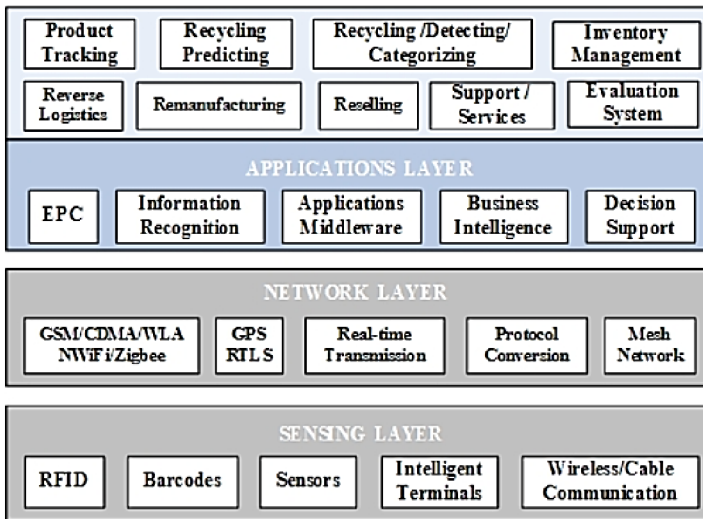 Product
Tracking
Recycling
Predicting
Recycling /Detecting/
Categorizing
Inventory
Management
Reverse
Logistics
Remanufacturing
Reselling
Support /
Services
Evaluation
System
APPLICATIONS LAYER
EPC
Information
Recognition
Applications
Middleware
Business
Intelligence
Decision
Support
NETWORK LAYER
GSM/CDMA/WLA
NWiFi/Zigbee
GPS
RTLS
Real-time
Transmission
Protocol
Conversion
Mesh
Network
SENSING LAYER
RFID
Barcodes
Sensors
Intelligent
Terminals
Wireless/Cable
Communication